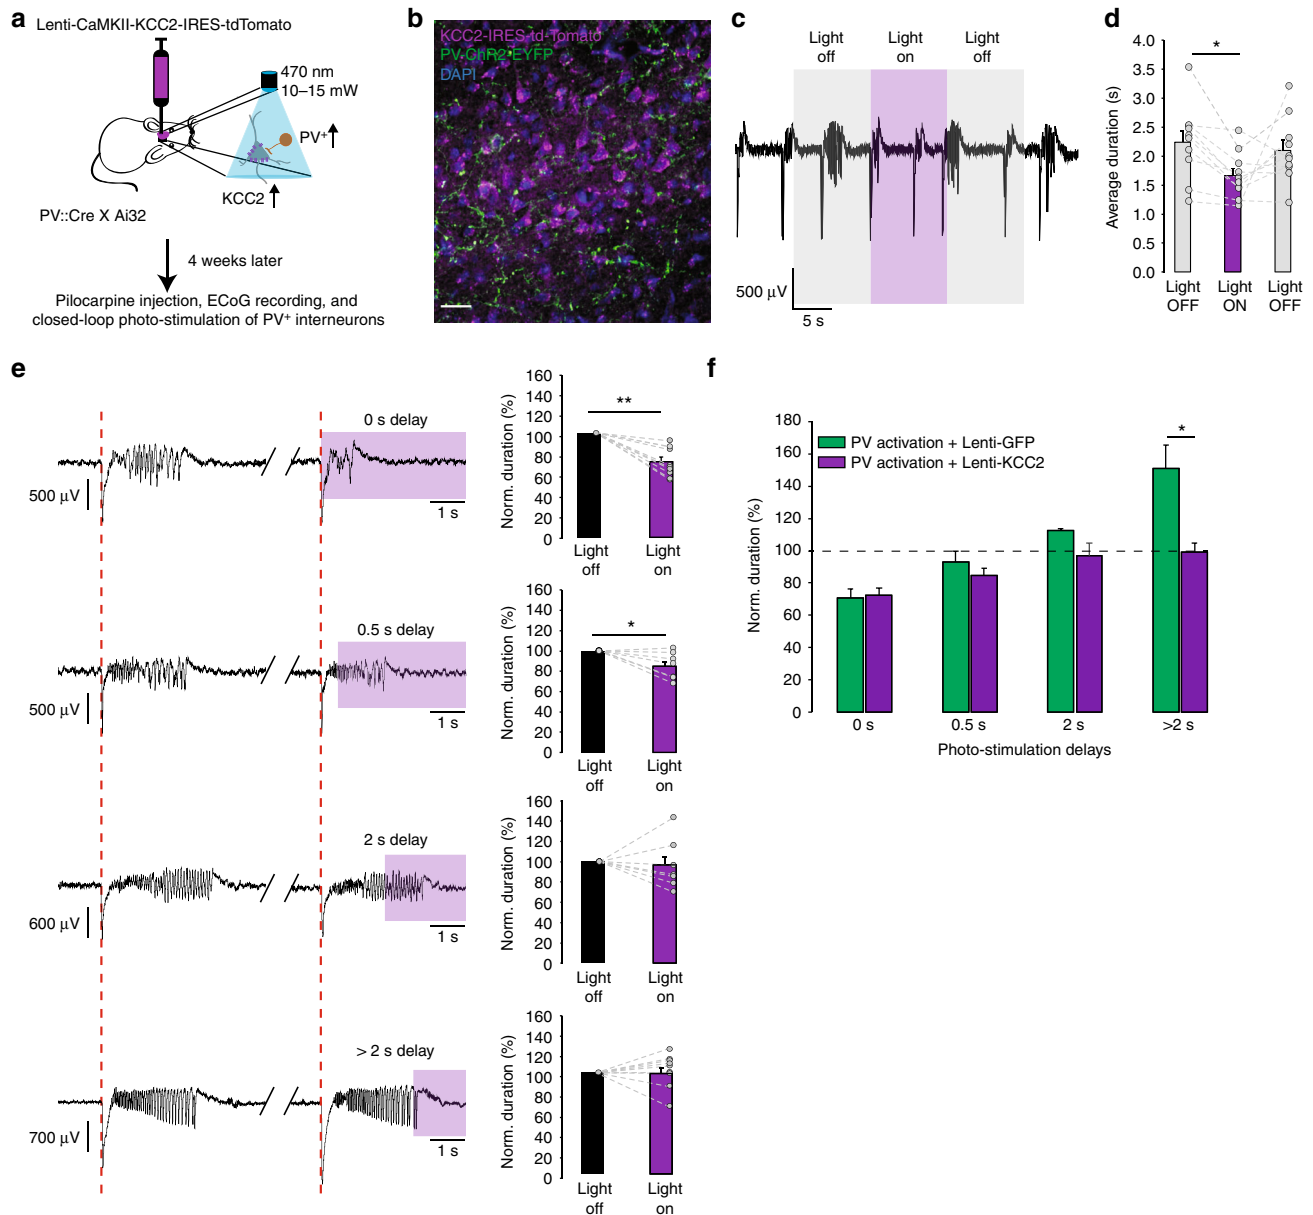 a
Lenti-CaMKII-KCC2-IRES-tdTomato
470 nm
10–15 mW
PV⁺
KCC2
PV::Cre X Ai32
4 weeks later
Pilocarpine injection, ECoG recording, and
closed-loop photo-stimulation of PV⁺ interneurons
b
KCC2-IRES-td-Tomato
PV-ChR2-EYFP
DAPI
c
Light off
Light on
Light off
500 µV
5 s
d
*
Average duration (s)
4.0
3.5
3.0
2.5
2.0
1.5
1.0
0.5
0.0
Light OFF
Light ON
Light OFF
e
0 s delay
500 µV
1 s
**
Norm. duration (%)
160
140
120
100
80
60
40
20
0
Light off
Light on
0.5 s delay
500 µV
1 s
*
Norm. duration (%)
160
140
120
100
80
60
40
20
0
Light off
Light on
2 s delay
600 µV
1 s
Norm. duration (%)
160
140
120
100
80
60
40
20
0
Light off
Light on
> 2 s delay
700 µV
1 s
Norm. duration (%)
160
140
120
100
80
60
40
20
0
Light off
Light on
f
PV activation + Lenti-GFP
PV activation + Lenti-KCC2
*
Norm. duration (%)
180
160
140
120
100
80
60
40
20
0
0 s
0.5 s
2 s
>2 s
Photo-stimulation delays